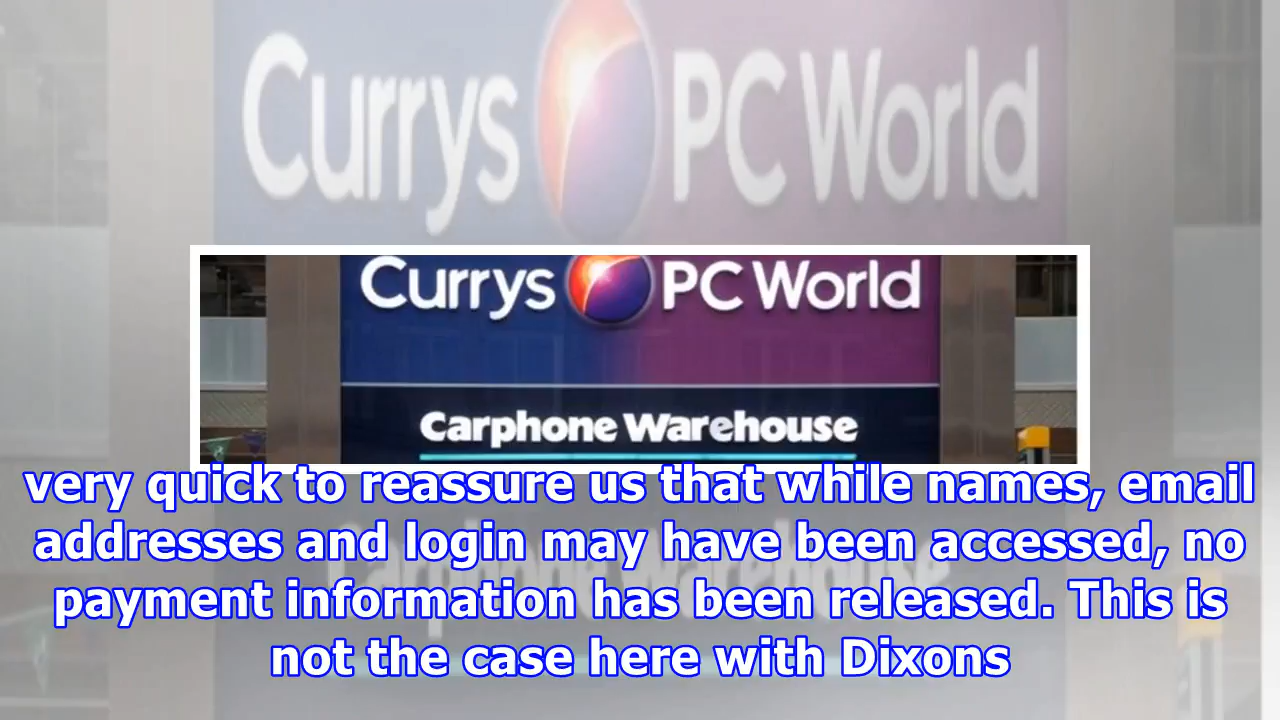 Currys PC World
Currys PC World
Carphone Warehouse
very quick to reassure us that while names, email
addresses and login may have been accessed, no
payment information has been released. This is
not the case here with Dixons
Carphone Warehouse